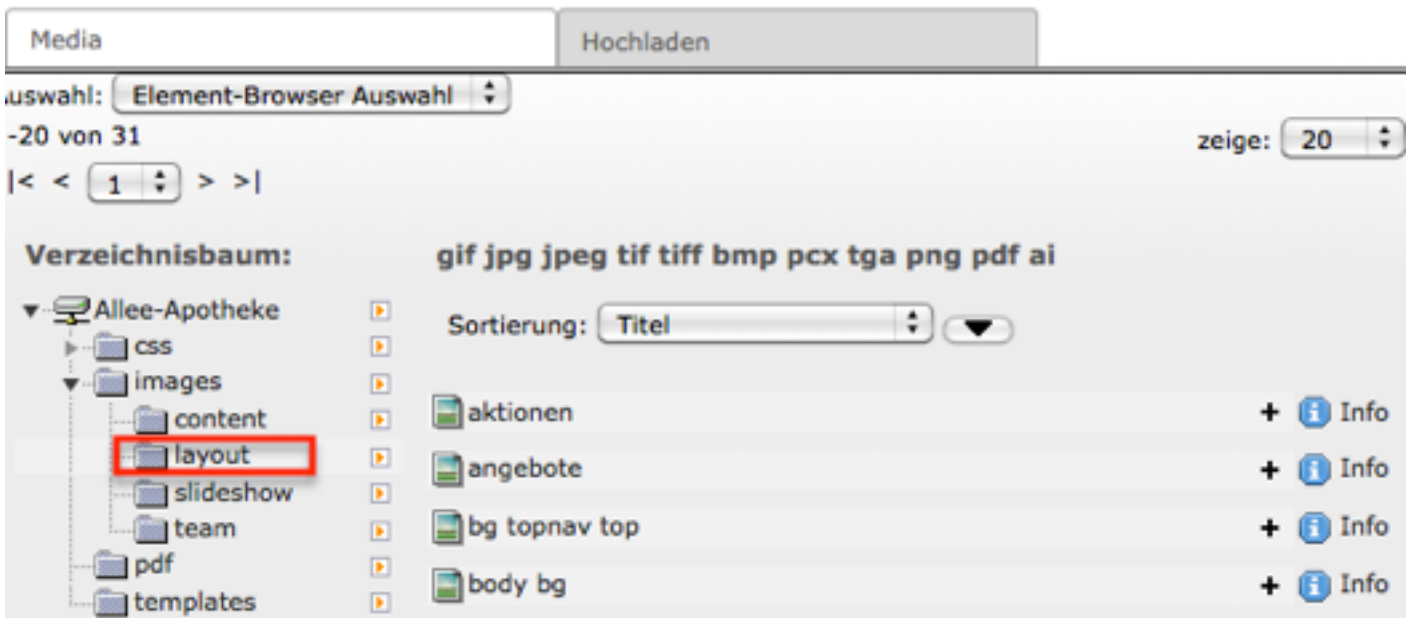 Media
Hochladen
uswahl: Element-Browser Auswahl
-20 von 31
zeige: 20
|< < 1 > >|
Verzeichnisbaum:
gif jpg jpeg tif tiff bmp pcx tga png pdf ai
Allee-Apotheke
Sortierung: Titel
css
images
content
aktionen + Info
layout
angebote + Info
slideshow
team
bg topnav top + Info
pdf
body bg + Info
templates